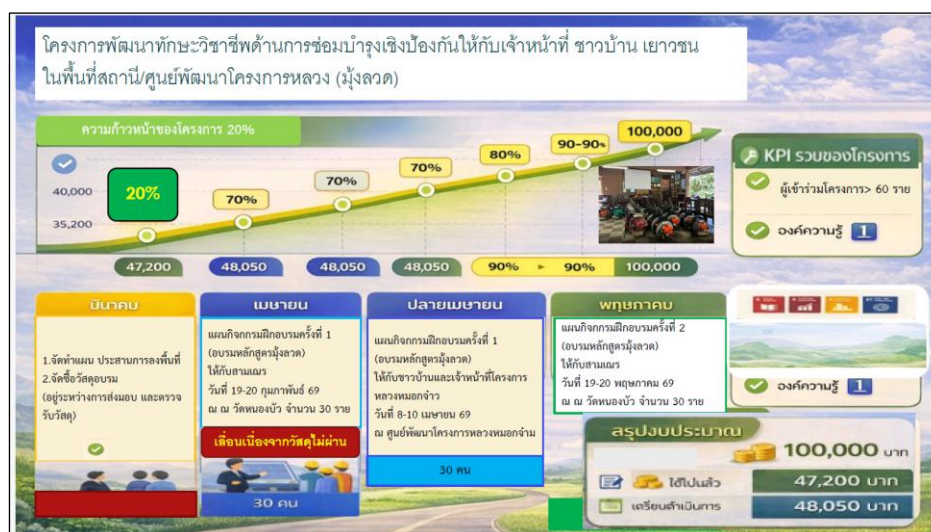 โครงการพัฒนาทักษะวิชาชีพด้านการซ่อมบำรุงเชิงป้องกันให้กับเจ้าหน้าที่ ชาวบ้าน เยาวชน
ในพื้นที่สถานี/ศูนย์พัฒนาโครงการหลวง (มุ้งลวด)
ความก้าวหน้าของโครงการ 20%
40,000
35,200
20%
70%
70%
70%
80%
90-90%
100,000
47,200
48,050
48,050
48,050
90%
90%
100,000
KPI รวบของโครงการ
ผู้เข้าร่วมโครงการ> 60 ราย
องค์ความรู้ 1
มีนาคบ
1.จัดทำแผน ประสานการลงพื้นที่
2.จัดซื้อวัสดุอบรม
(อยู่ระหว่างการส่งมอบ และตรวจ
รับวัสดุ)
เมษายน
แผนกิจกกรมฝึกอบรมครั้งที่ 1
(อบรมหลักสูตรมุ้งลวด)
ให้กับสามเณร
วันที่ 19-20 กุมภาพันธ์ 69
ณ ณ วัดหนองบัว จำนวน 30 ราย
เลื่อนเนื่องจากวัสดุไม่ผ่าน
30 คน
ปลายเมษายน
แผนกิจกกรมฝึกอบรมครั้งที่ 1
(อบรมหลักสูตรมุ้งลวด)
ให้กับชาวบ้านและเจ้าหน้าที่โครงการ
หลวงหมอกจ๋าว
วันที่ 8-10 เมษายน 69
ณ ศูนย์พัฒนาโครงการหลวงหมอกจ๋าม
30 คน
พฤษภาคบ
แผนกิจกกรมฝึกอบรมครั้งที่ 2
(อบรมหลักสูตรมุ้งลวด)
ให้กับสามเณร
วันที่ 19-20 พฤษภาคม 69
ณ ณ วัดหนองบัว จำนวน 30 ราย
องค์ความรู้ 1
สรุปงบประบาณ
100,000 บาท
ใช้ไปแล้ว 47,200 บาท
เตรียบดำเนินการ 48,050 บาท